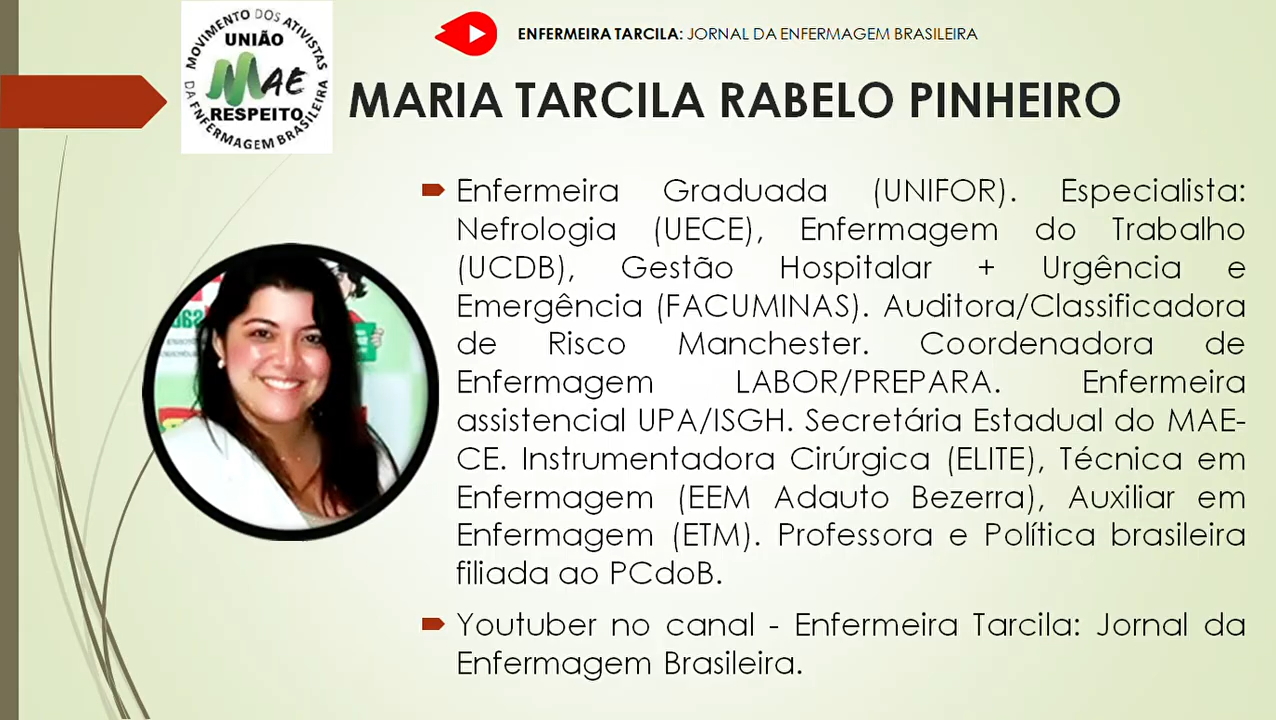 MOVIMENTO DOS ATIVISTAS
UNIÃO
MAE
RESPEITO
DA ENFERMAGEM BRASILEIRA
ENFERMEIRA TARCILA: JORNAL DA ENFERMAGEM BRASILEIRA
MARIA TARCILA RABELO PINHEIRO
Enfermeira Graduada (UNIFOR). Especialista:
Nefrologia (UECE), Enfermagem do Trabalho
(UCDB), Gestão Hospitalar + Urgência e
Emergência (FACUMINAS). Auditora/Classificadora
de Risco Manchester. Coordenadora de
Enfermagem LABOR/PREPARA. Enfermeira
assistencial UPA/ISGH. Secretária Estadual do MAE-
CE. Instrumentadora Cirúrgica (ELITE), Técnica em
Enfermagem (EEM Adauto Bezerra), Auxiliar em
Enfermagem (ETM). Professora e Política brasileira
filiada ao PCdoB.
Youtuber no canal - Enfermeira Tarcila: Jornal da
Enfermagem Brasileira.